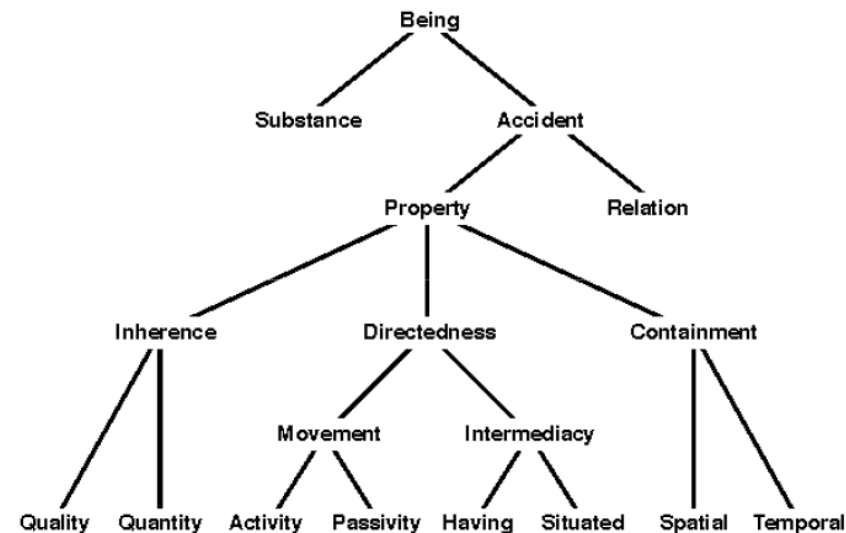 Being
Substance Accident
Property Relation
Inherence Directedness Containment
Movement Intermediacy
Quality Quantity Activity Passivity Having Situated Spatial Temporal